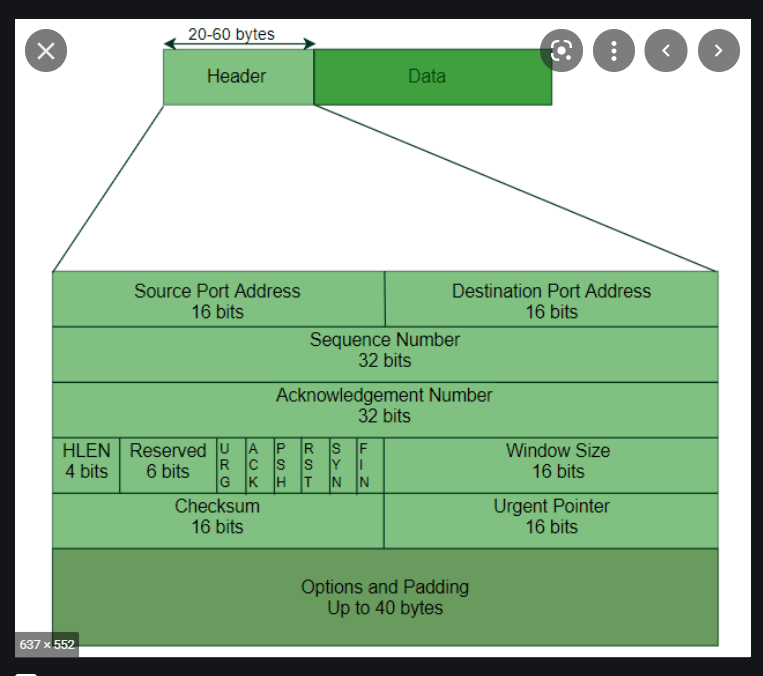 20-60 bytes
Header
Data
Source Port Address
16 bits
Destination Port Address
16 bits
Sequence Number
32 bits
Acknowledgement Number
32 bits
HLEN
4 bits
Reserved
6 bits
URG
ACK
PSH
RST
SYN
FIN
Window Size
16 bits
Checksum
16 bits
Urgent Pointer
16 bits
Options and Padding
Up to 40 bytes
637 × 552